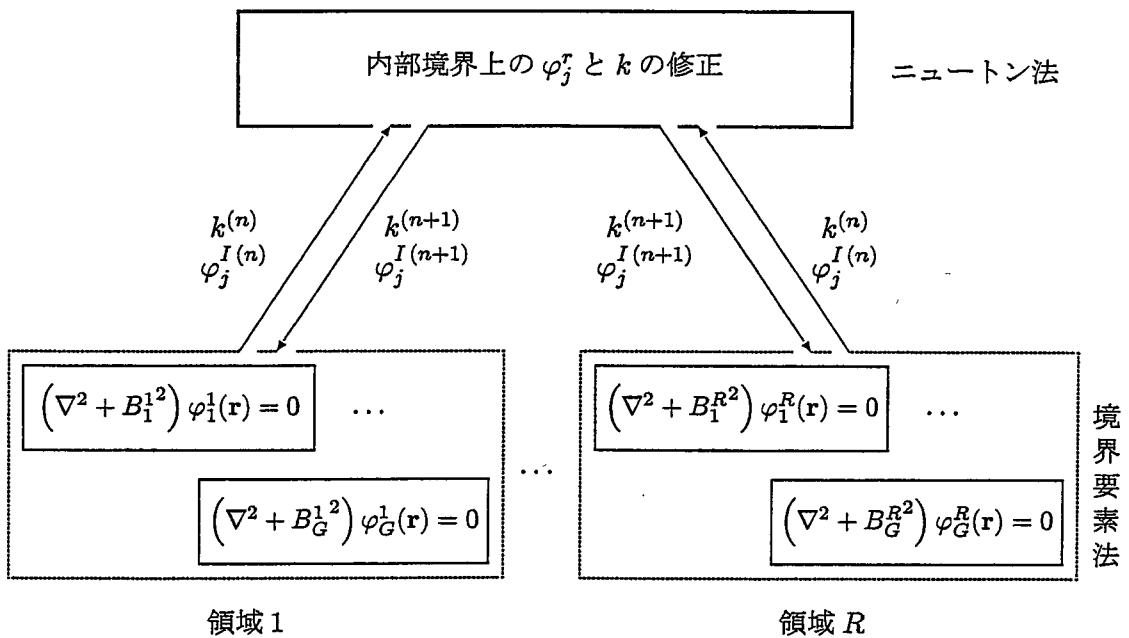 内部境界上の φ_j^r と k の修正
ニュートン法
k^(n)
φ_j^I(n)
k^(n+1)
φ_j^I(n+1)
k^(n+1)
φ_j^I(n+1)
k^(n)
φ_j^I(n)
(∇² + B_1^1²) φ_1^1(r) = 0
...
(∇² + B_G^1²) φ_G^1(r) = 0
...
(∇² + B_1^R²) φ_1^R(r) = 0
...
(∇² + B_G^R²) φ_G^R(r) = 0
境界要素法
領域 1
領域 R